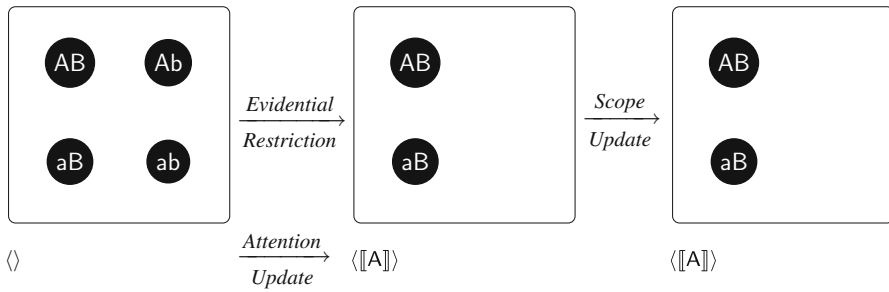 AB Ab AB AB
Evidential Scope
Restriction Update
aB ab aB aB
Attention
⟨⟩ ⟨⟦A⟧⟩ ⟨⟦A⟧⟩
Update